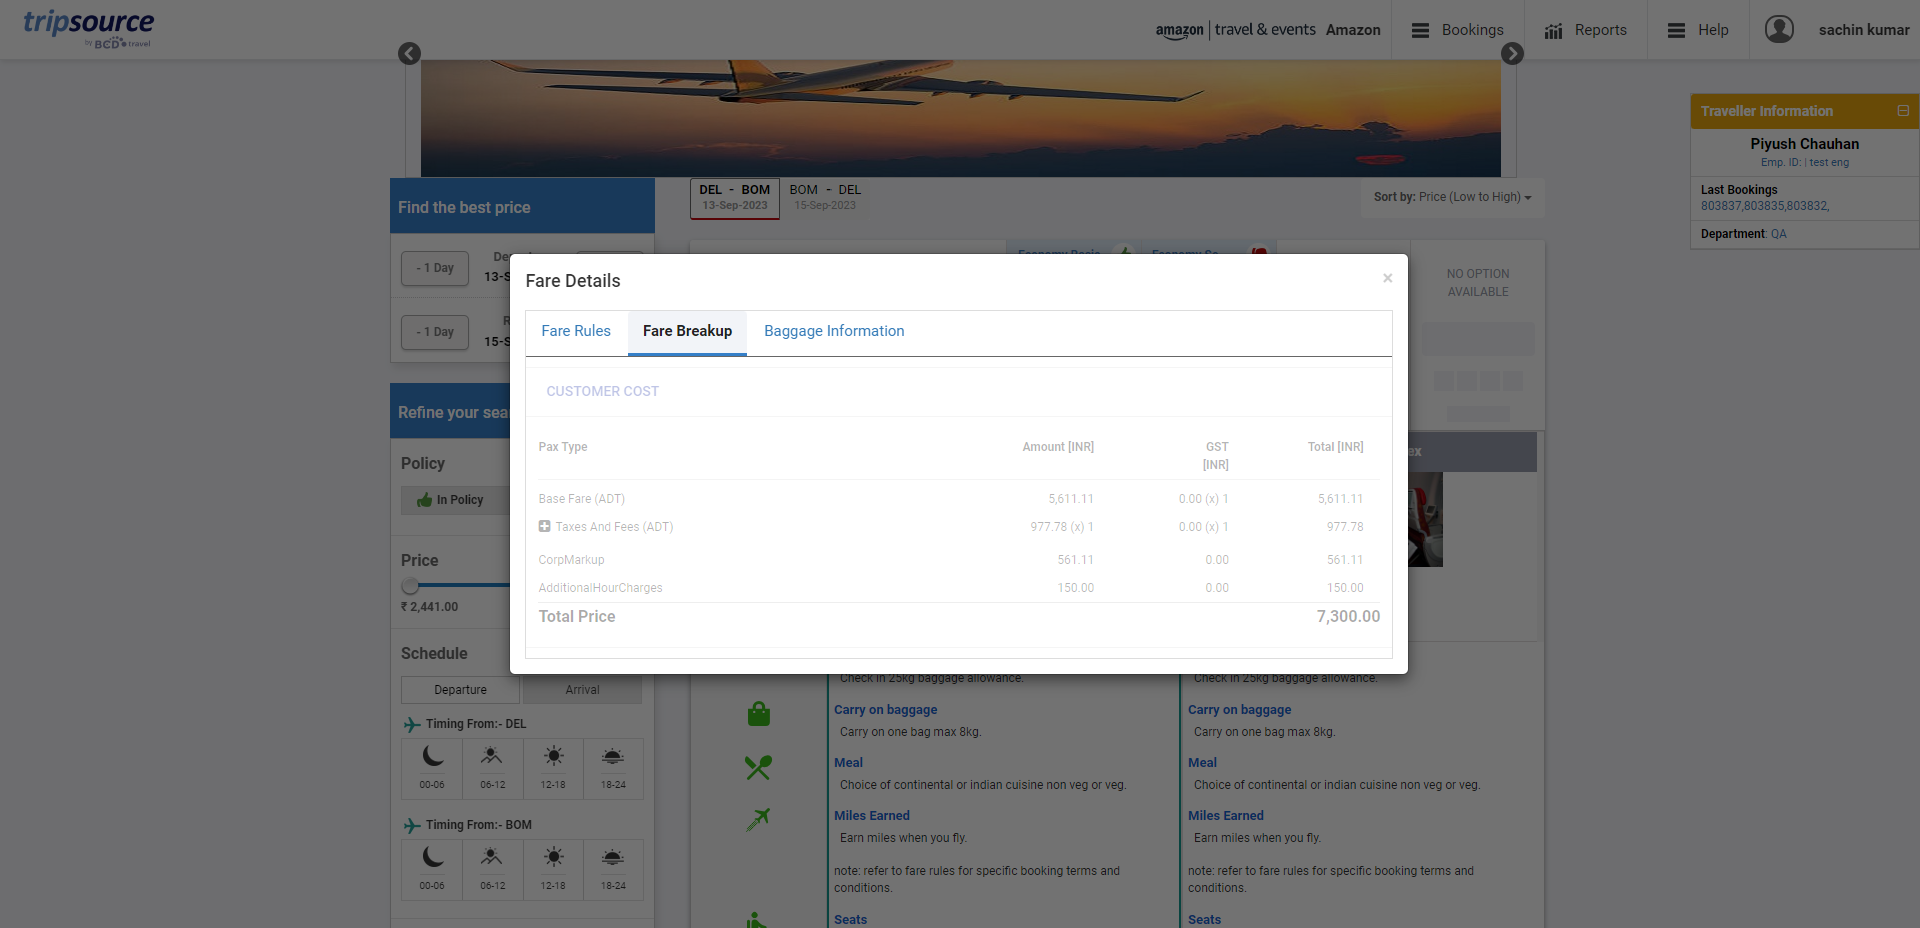 tripsource
by BCD travel
amazon | travel & events Amazon
Bookings
Reports
Help
sachin kumar
Traveller Information
Piyush Chauhan
Emp. ID: | test eng
Last Bookings
803837,803835,803832,
Department: QA
DEL - BOM
13-Sep-2023
BOM - DEL
15-Sep-2023
Sort by: Price (Low to High)
Find the best price
- 1 Day
13-S
- 1 Day
15-S
NO OPTION
AVAILABLE
Fare Details
×
Fare Rules
Fare Breakup
Baggage Information
CUSTOMER COST
Pax Type Amount [INR] GST [INR] Total [INR]
Base Fare (ADT) 5,611.11 0.00 (x) 1 5,611.11
Taxes And Fees (ADT) 977.78 (x) 1 0.00 (x) 1 977.78
CorpMarkup 561.11 0.00 561.11
AdditionalHourCharges 150.00 0.00 150.00
Total Price 7,300.00
Refine your sea
Policy
In Policy
Price
₹ 2,441.00
Schedule
Departure
Arrival
Timing From:- DEL
00-06 06-12 12-18 18-24
Timing From:- BOM
00-06 06-12 12-18 18-24
ex
Check in 25kg baggage allowance.
Carry on baggage
Carry on one bag max 8kg.
Meal
Choice of continental or indian cuisine non veg or veg.
Miles Earned
Earn miles when you fly.
note: refer to fare rules for specific booking terms and
conditions.
Seats
Check in 25kg baggage allowance.
Carry on baggage
Carry on one bag max 8kg.
Meal
Choice of continental or indian cuisine non veg or veg.
Miles Earned
Earn miles when you fly.
note: refer to fare rules for specific booking terms and
conditions.
Seats